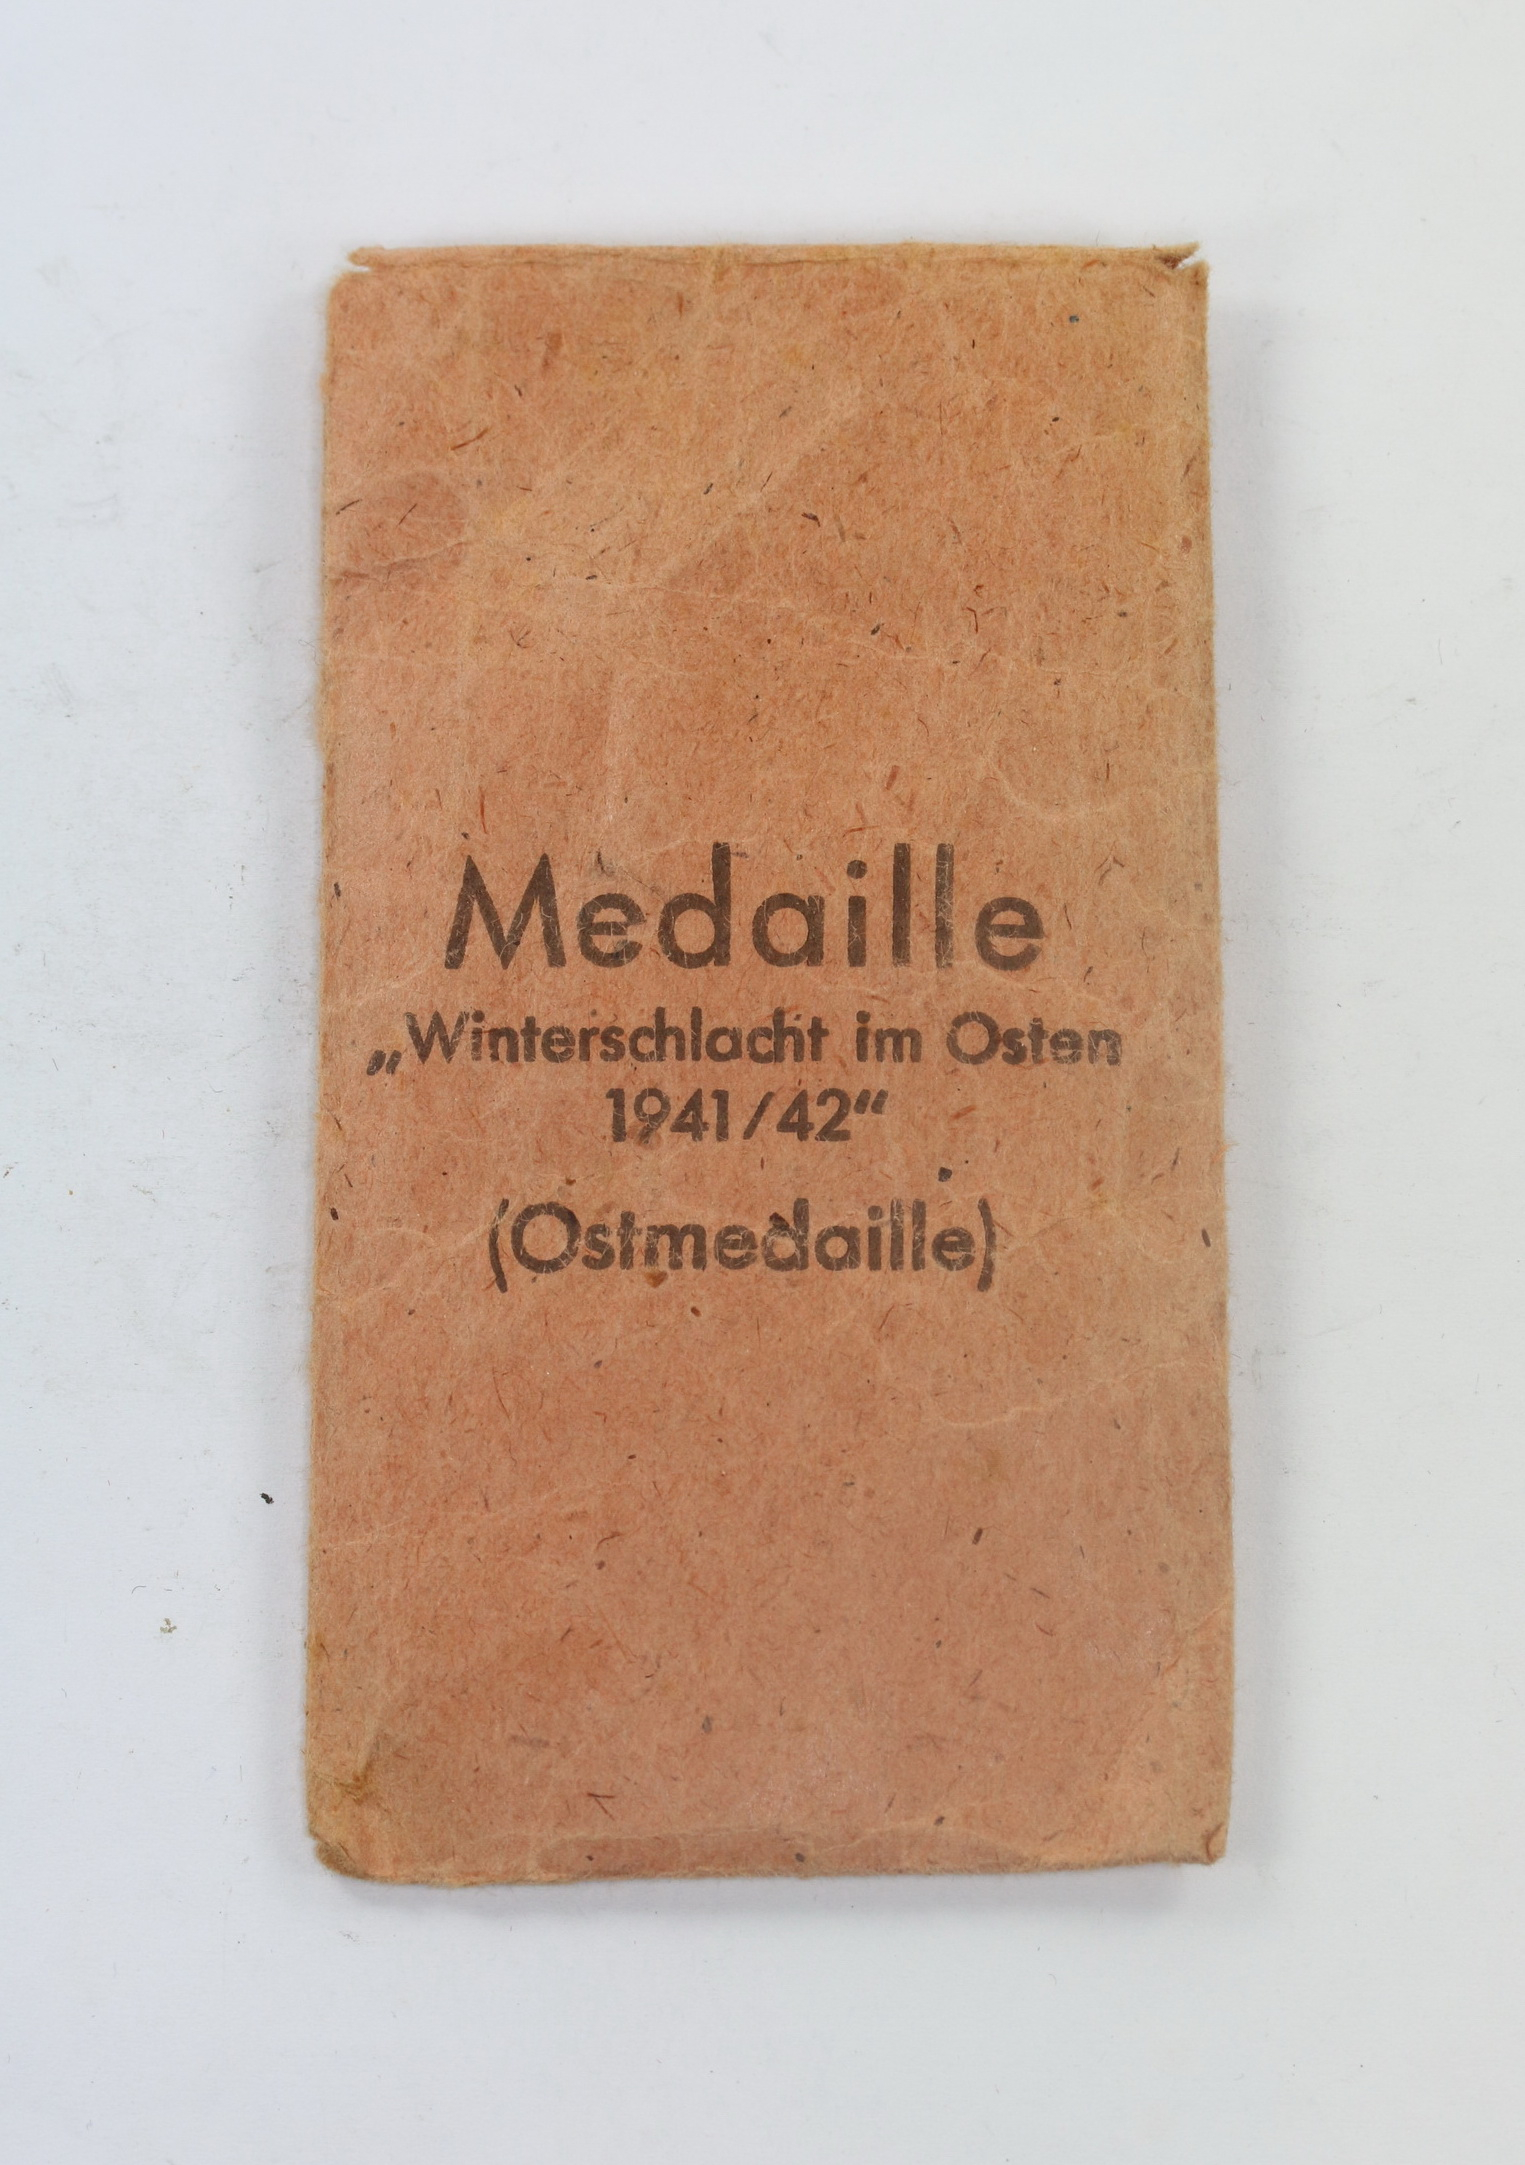 Medaille
„Winterschlacht im Osten
1941/42“
(Ostmedaille)